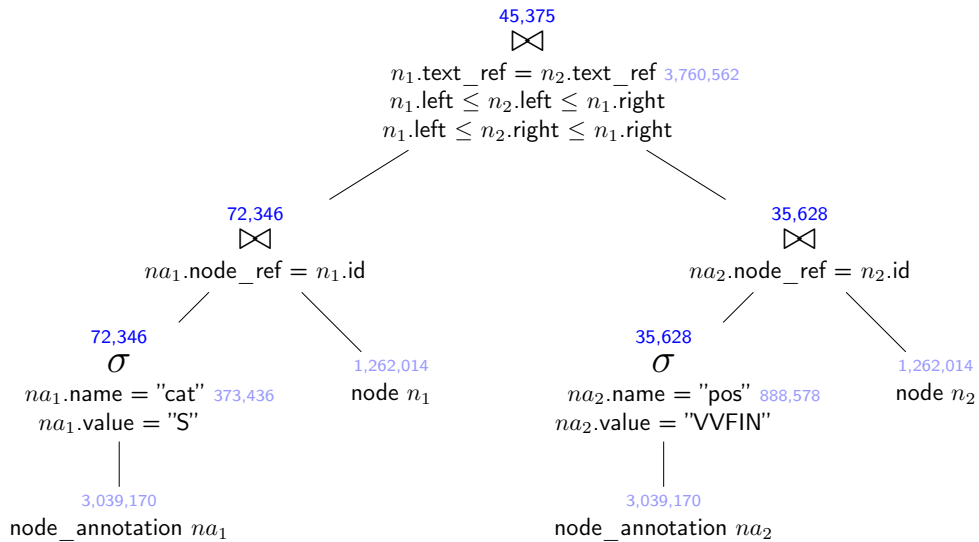 45,375
⋈
n₁.text_ref = n₂.text_ref 3,760,562
n₁.left ≤ n₂.left ≤ n₁.right
n₁.left ≤ n₂.right ≤ n₁.right
72,346
⋈
na₁.node_ref = n₁.id
35,628
⋈
na₂.node_ref = n₂.id
72,346
σ
na₁.name = "cat" 373,436
na₁.value = "S"
1,262,014
node n₁
35,628
σ
na₂.name = "pos" 888,578
na₂.value = "VVFIN"
1,262,014
node n₂
3,039,170
node_annotation na₁
3,039,170
node_annotation na₂